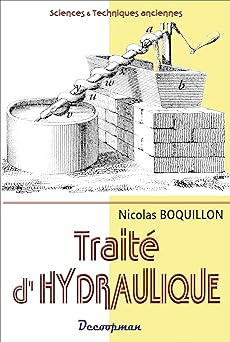 Sciences & Techniques anciennes
b
a
w
u
b
Nicolas BOQUILLON
Traité
d'HYDRAULIQUE
Decoopman